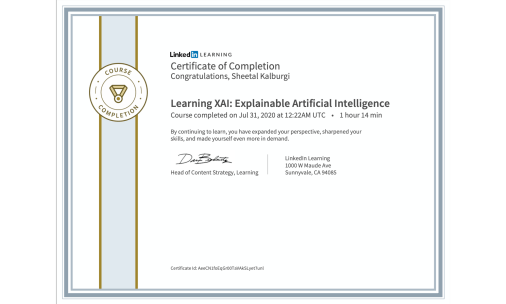 LinkedIn LEARNING
Certificate of Completion
Congratulations, Sheetal Kalburgi
COURSE
COMPLETION
Learning XAI: Explainable Artificial Intelligence
Course completed on Jul 31, 2020 at 12:22AM UTC • 1 hour 14 min
By continuing to learn, you have expanded your perspective, sharpened your
skills, and made yourself even more in demand.
Head of Content Strategy, Learning
LinkedIn Learning
1000 W Maude Ave
Sunnyvale, CA 94085
Certificate Id: